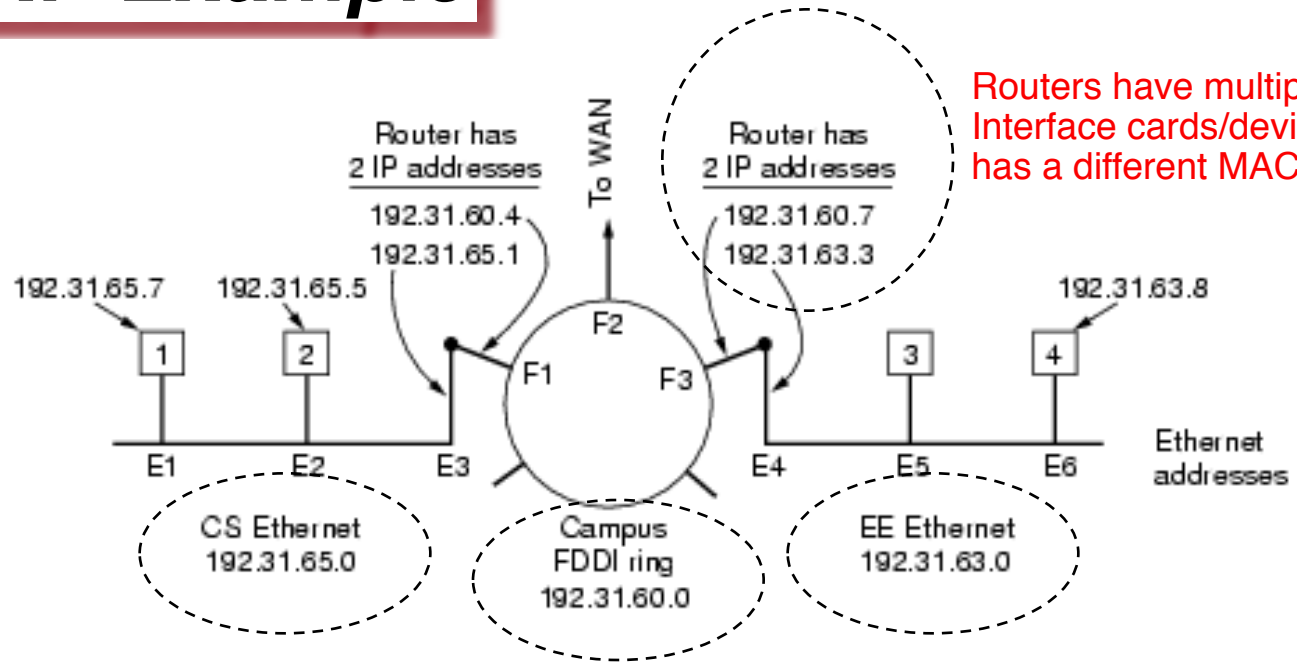 Example
Routers have
Interface
has a different MAC
Router has
2 IP addresses
192.31.60.4
192.31.65.1
To WAN
Router has
2 IP addresses
192.31.60.7
192.31.63.3
192.31.65.7
192.31.65.5
192.31.63.8
1
2
F1
F2
F3
3
4
E1
E2
E3
E4
E5
E6
Ethernet
addresses
CS Ethernet
192.31.65.0
Campus
FDDI ring
192.31.60.0
EE Ethernet
192.31.63.0